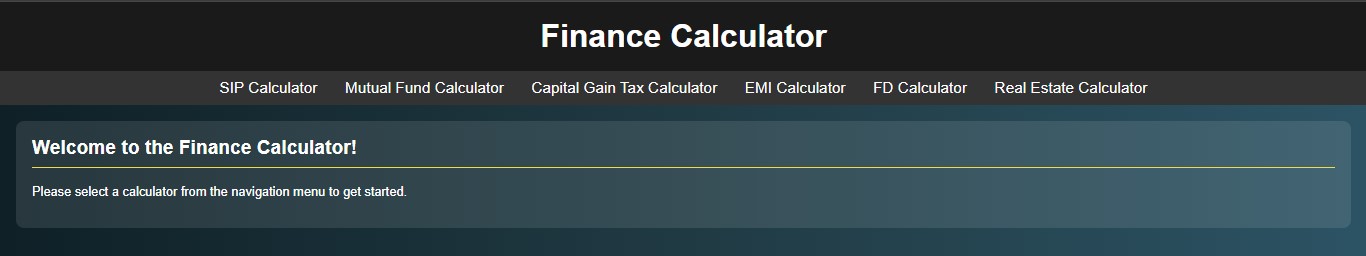 Finance Calculator
SIP Calculator Mutual Fund Calculator Capital Gain Tax Calculator EMI Calculator FD Calculator Real Estate Calculator
Welcome to the Finance Calculator!
Please select a calculator from the navigation menu to get started.